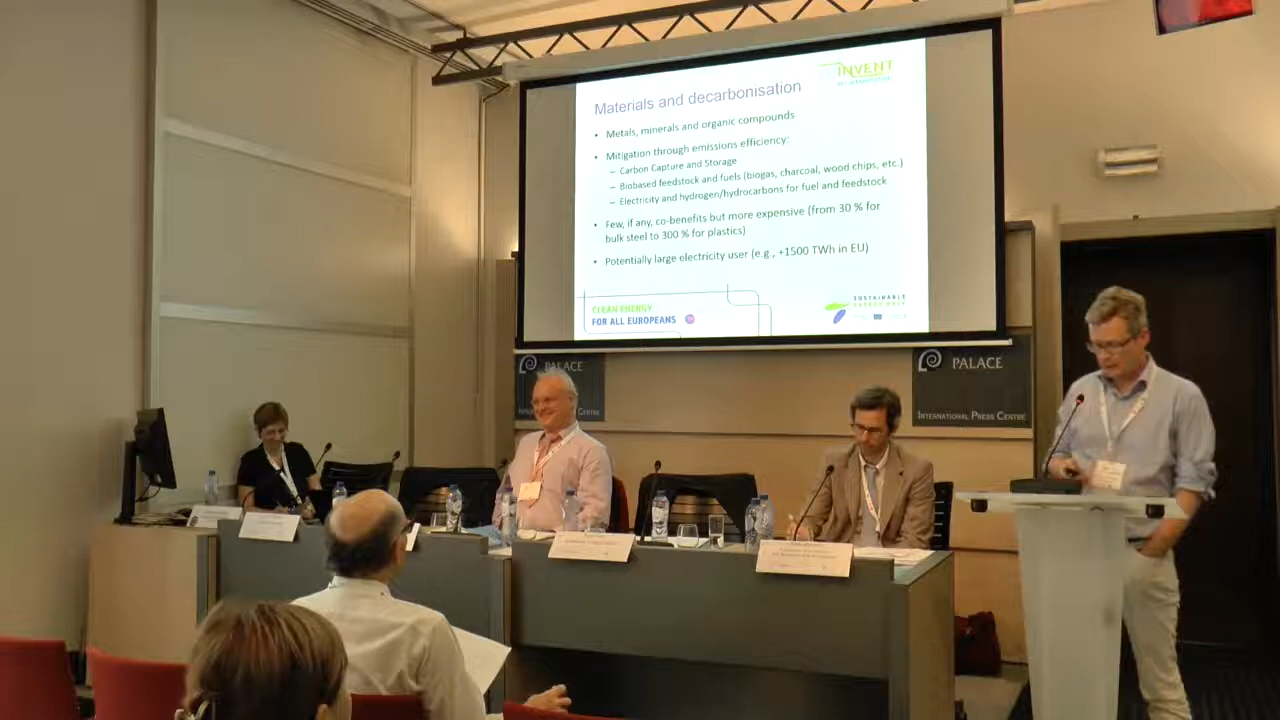 INVENT
Materials and decarbonisation
• Metals, minerals and organic compounds
• Mitigation through emissions efficiency:
– Carbon Capture and Storage
– Biobased feedstock and fuels (biogas, charcoal, wood chips, etc.)
– Electricity and hydrogen/hydrocarbons for fuel and feedstock
• Few, if any, co-benefits but more expensive (from 30 % for
bulk steel to 300 % for plastics)
• Potentially large electricity user (e.g., +1500 TWh in EU)
CLEAN ENERGY
FOR ALL EUROPEANS
SUSTAINABLE
ENERGY WEEK
PALACE
PALACE
INTERNATIONAL PRESS CENTRE